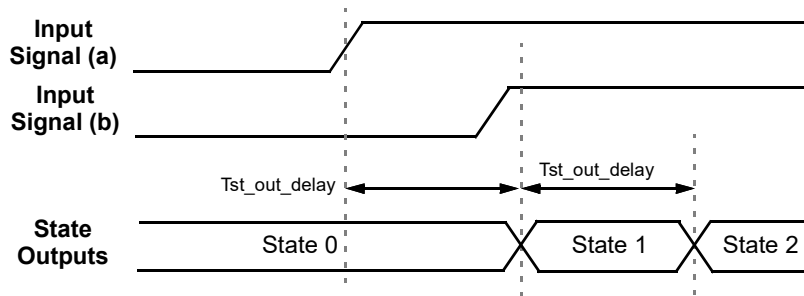 Input
Signal (a)
Input
Signal (b)
Tst_out_delay
Tst_out_delay
State
Outputs
State 0
State 1
State 2